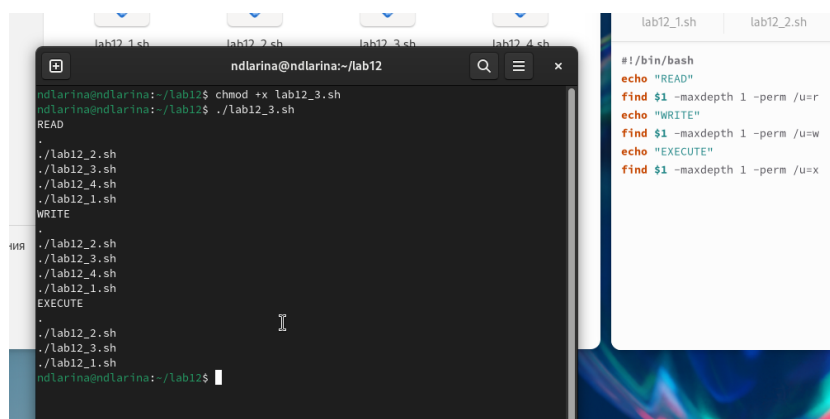 lab12_1.sh
lab12_2.sh
lab12_3.sh
lab12_4.sh
ния
ndlarina@ndlarina:~/lab12
ndlarina@ndlarina:~/lab12$ chmod +x lab12_3.sh
ndlarina@ndlarina:~/lab12$ ./lab12_3.sh
READ
.
./lab12_2.sh
./lab12_3.sh
./lab12_4.sh
./lab12_1.sh
WRITE
.
./lab12_2.sh
./lab12_3.sh
./lab12_4.sh
./lab12_1.sh
EXECUTE
.
./lab12_2.sh
./lab12_3.sh
./lab12_1.sh
ndlarina@ndlarina:~/lab12$
lab12_1.sh
lab12_2.sh
#!/bin/bash
echo "READ"
find $1 -maxdepth 1 -perm /u=r
echo "WRITE"
find $1 -maxdepth 1 -perm /u=w
echo "EXECUTE"
find $1 -maxdepth 1 -perm /u=x